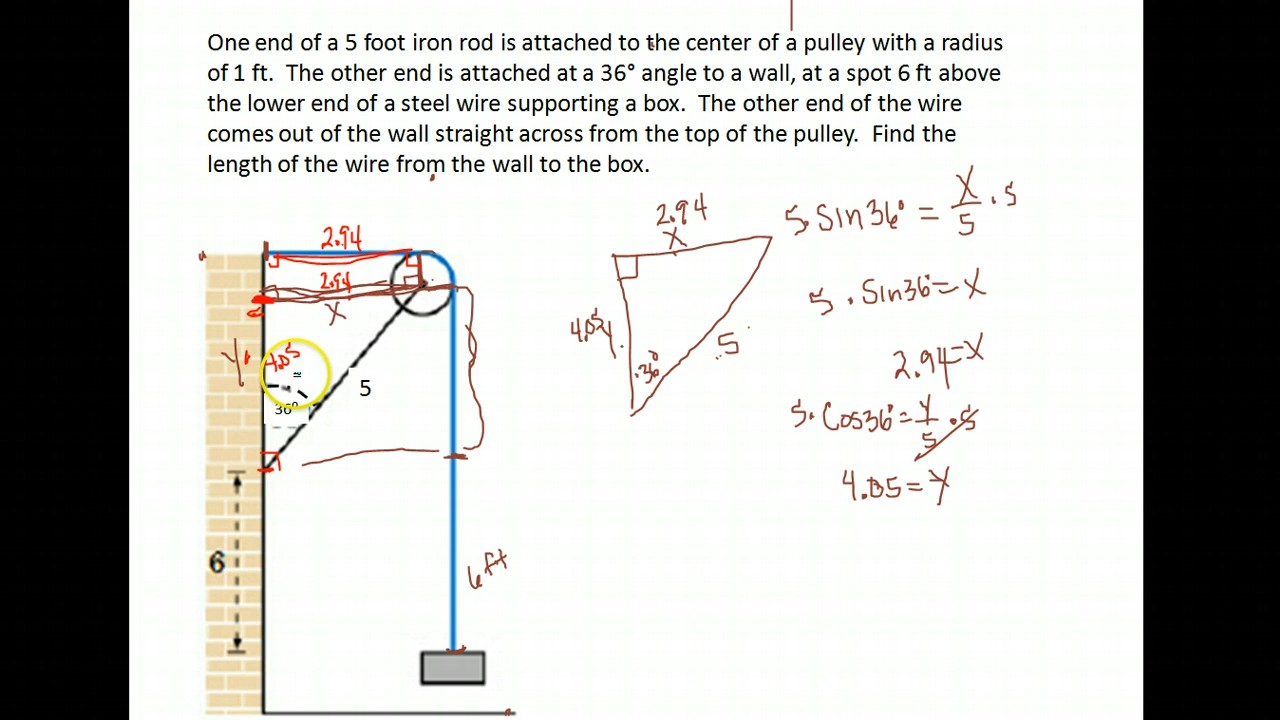 One end of a 5 foot iron rod is attached to the center of a pulley with a radius
of 1 ft. The other end is attached at a 36° angle to a wall, at a spot 6 ft above
the lower end of a steel wire supporting a box. The other end of the wire
comes out of the wall straight across from the top of the pulley. Find the
length of the wire from the wall to the box.
2.94
2.94
X
Y
4.05
=
36°
5
6
6 ft
2.94
X
4.05
Y
36°
5
5·Sin36° = X/5 · 5
5 · Sin36° = X
2.94 = X
5· Cos36° = Y/5 · 5
4.05 = Y